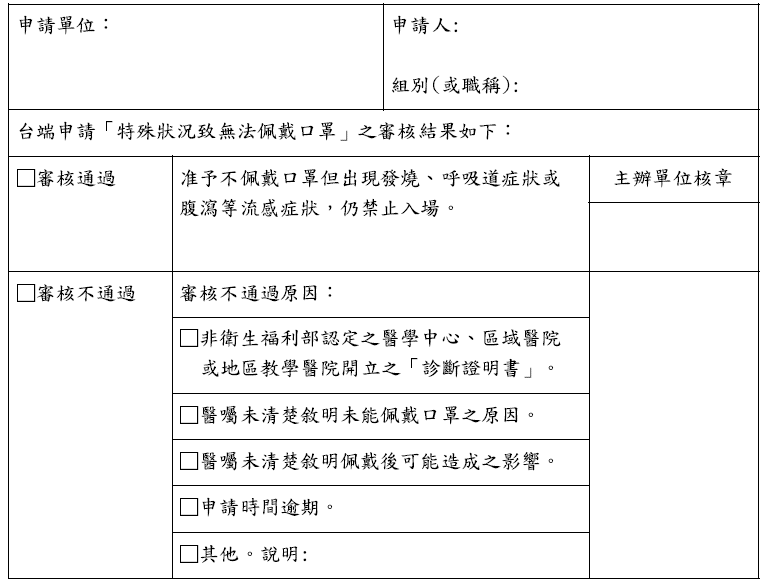 申請單位：
申請人:
組別(或職稱):
台端申請「特殊狀況致無法佩戴口罩」之審核結果如下：
□審核通過
准予不佩戴口罩但出現發燒、呼吸道症狀或
腹瀉等流感症狀，仍禁止入場。
主辦單位核章
□審核不通過
審核不通過原因：
□非衛生福利部認定之醫學中心、區域醫院
或地區教學醫院開立之「診斷證明書」。
□醫囑未清楚敘明未能佩戴口罩之原因。
□醫囑未清楚敘明佩戴後可能造成之影響。
□申請時間逾期。
□其他。說明: